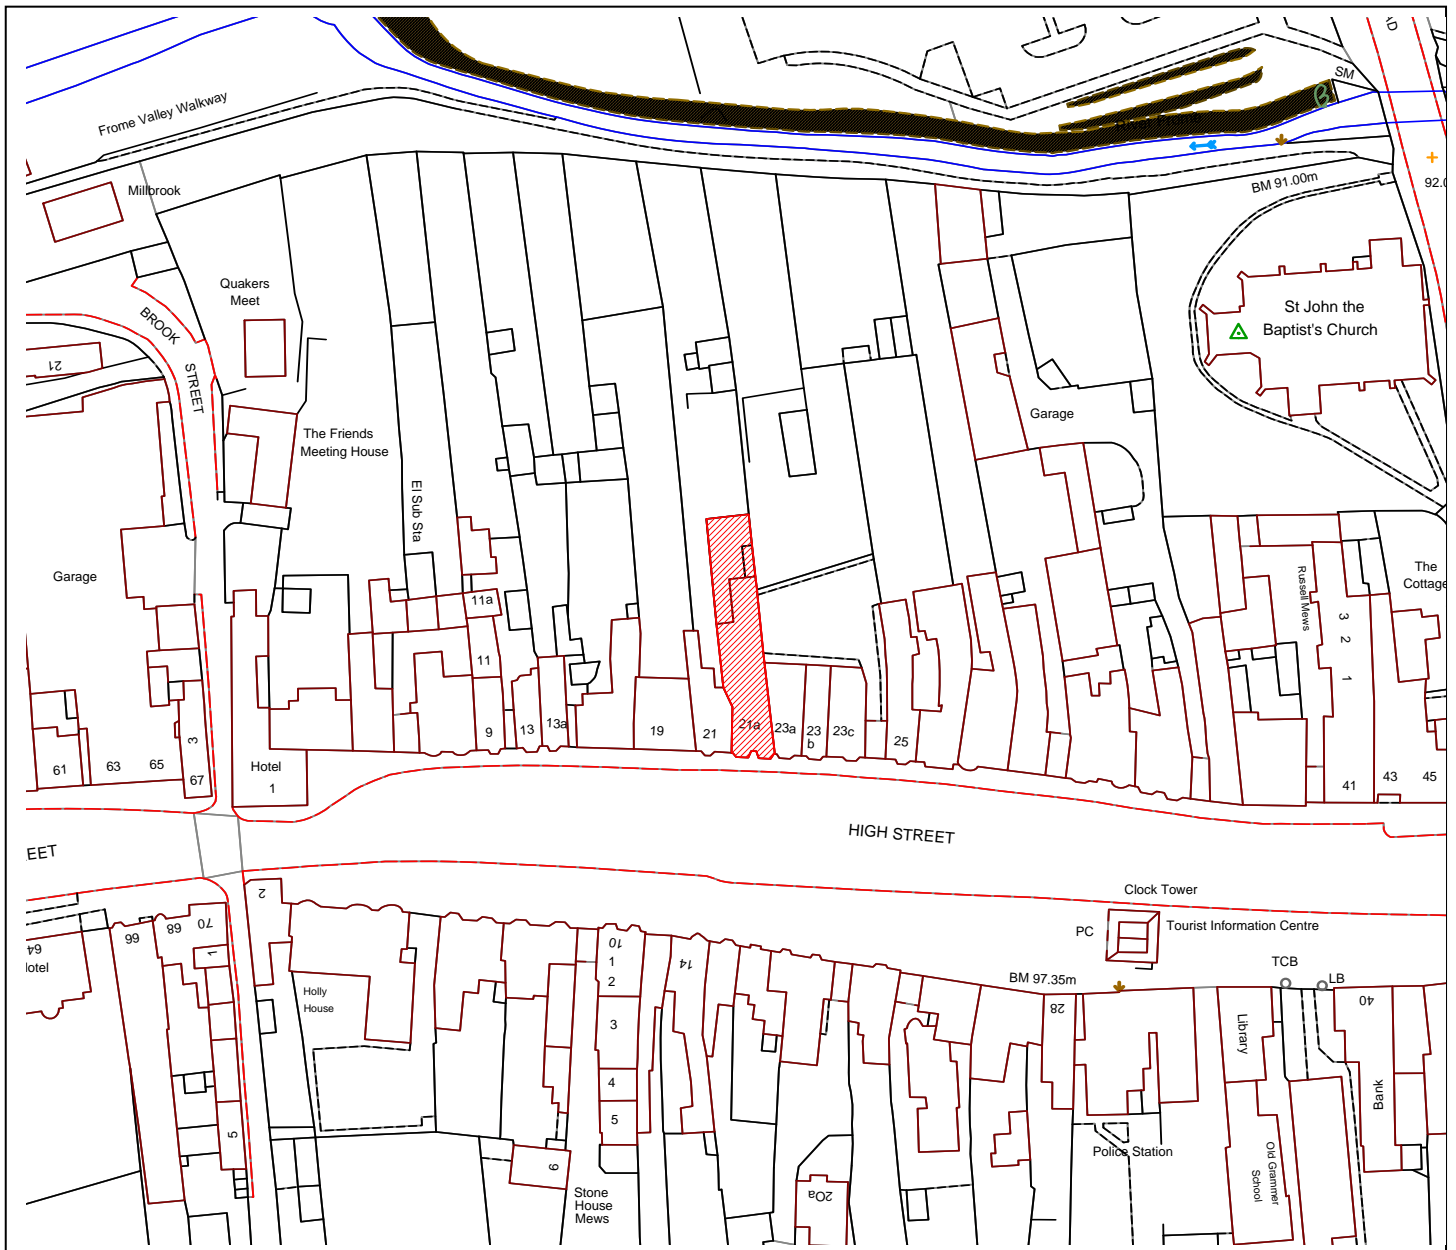 Frome Valley Walkway
SM
River Frome
BM 91.00m
92.0
Millbrook
Quakers
Meet
BROOK
STREET
21
The Friends
Meeting House
El Sub Sta
Garage
St John the
Baptist's Church
Garage
The
Cottage
Russell Mews
3
2
1
11a
11
9
13
13a
19
21
21a
23a
23
b
23c
25
41
43
45
61
63
65
3
67
Hotel
1
HIGH STREET
EET
Clock Tower
PC
Tourist Information Centre
TCB
LB
BM 97.35m
2
64
lotel
66
68
70
1
5
Holly
House
10
1
2
3
4
5
6
14
Stone
House
Mews
20a
28
Police Station
Library
Old Grammer
School
40
Bank